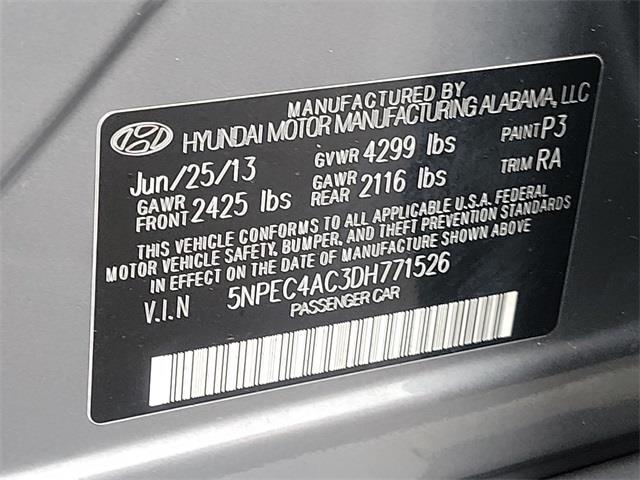 MANUFACTURED BY
HYUNDAI MOTOR MANUFACTURING ALABAMA, LLC
Jun/25/13 GVWR 4299 lbs PAINT P3
GAWR FRONT 2425 lbs GAWR REAR 2116 lbs TRIM RA
THIS VEHICLE CONFORMS TO ALL APPLICABLE U.S.A. FEDERAL
MOTOR VEHICLE SAFETY, BUMPER, AND THEFT PREVENTION STANDARDS
IN EFFECT ON THE DATE OF MANUFACTURE SHOWN ABOVE
V.I.N 5NPEC4AC3DH771526
PASSENGER CAR